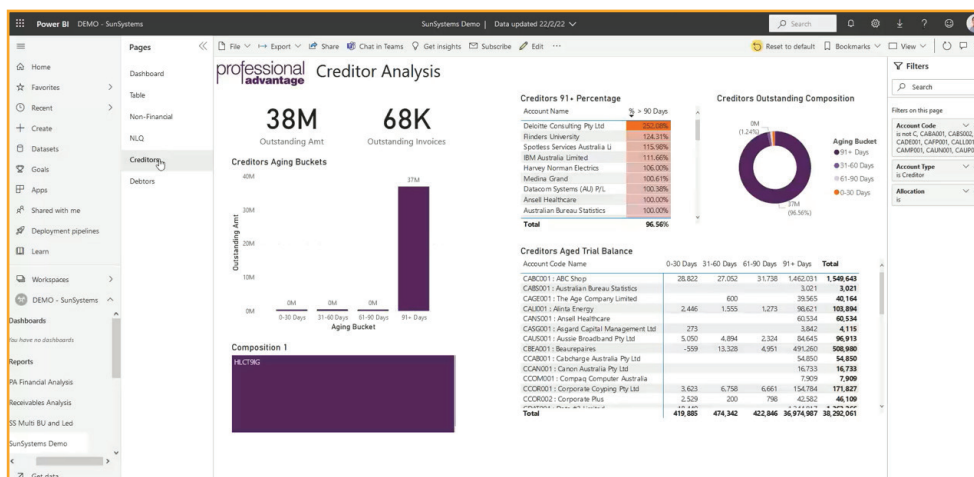 Power BI DEMO - SunSystems
SunSystems Demo | Data updated 22/2/22
Search
Home
Favorites
Recent
Create
Datasets
Goals
Apps
Shared with me
Deployment pipelines
Learn
Workspaces
DEMO - SunSystems
Dashboards
You have no dashboards
Reports
PA Financial Analysis
Receivables Analysis
SS Multi BU and Led
SunSystems Demo
Get data
Pages
Dashboard
Table
Non-Financial
NLQ
Creditors
Debtors
File Export Share Chat in Teams Get insights Subscribe Edit ...
Reset to default Bookmarks View
professional advantage
Creditor Analysis
38M
Outstanding Amt
68K
Outstanding Invoices
Creditors Aging Buckets
Outstanding Amt
40M
30M
20M
10M
0M
0M 0M 0M 37M
0-30 Days 31-60 Days 61-90 Days 91+ Days
Aging Bucket
Composition 1
HLCT9IG
Creditors 91+ Percentage
Account Name % > 90 Days
Deloitte Consulting Pty Ltd 252.08%
Flinders University 124.31%
Spotless Services Australia Li 115.98%
IBM Australia Limited 111.66%
Harvey Norman Electrics 106.00%
Medina Grand 100.61%
Datacom Systems (AU) P/L 100.38%
Ansell Healthcare 100.00%
Australian Bureau Statistics 100.00%
Total 96.56%
Creditors Outstanding Composition
0M
(1.24%)
37M
(96.56%)
Aging Bucket
91+ Days
31-60 Days
61-90 Days
0-30 Days
Creditors Aged Trial Balance
Account Code Name 0-30 Days 31-60 Days 61-90 Days 91+ Days Total
CABC001 : ABC Shop 28,822 27,052 31,738 1,462,031 1,549,643
CABS001 : Australian Bureau Statistics 3,021 3,021
CAGE001 : The Age Company Limited 600 39,565 40,164
CALI001 : Alinta Energy 2,446 1,555 1,273 98,621 103,894
CANS001 : Ansell Healthcare 60,534 60,534
CASG001 : Asgard Capital Management Ltd 273 3,842 4,115
CAUS001 : Aussie Broadband Pty Ltd 5,050 4,894 2,324 84,645 96,913
CBEA001 : Beaurepaires -559 13,328 4,951 491,260 508,980
CCAB001 : Cabcharge Australia Pty Ltd 54,850 54,850
CCAN001 : Canon Australia Pty Ltd 16,733 16,733
CCOM001 : Compaq Computer Australia 7,909 7,909
CCOR001 : Corporate Coyping Pty Ltd 3,623 6,758 6,661 154,784 171,827
CCOR002 : Corporate Plus 2,529 200 798 42,582 46,109
Total 419,885 474,342 422,846 36,974,987 38,292,061
Filters
Search
Filters on this page
Account Code
is not C, CABA001, CABS002,
CADE001, CAFP001, CALL001
CAMP001, CAUN001, CAUP0
Account Type
is Creditor
Allocation
is